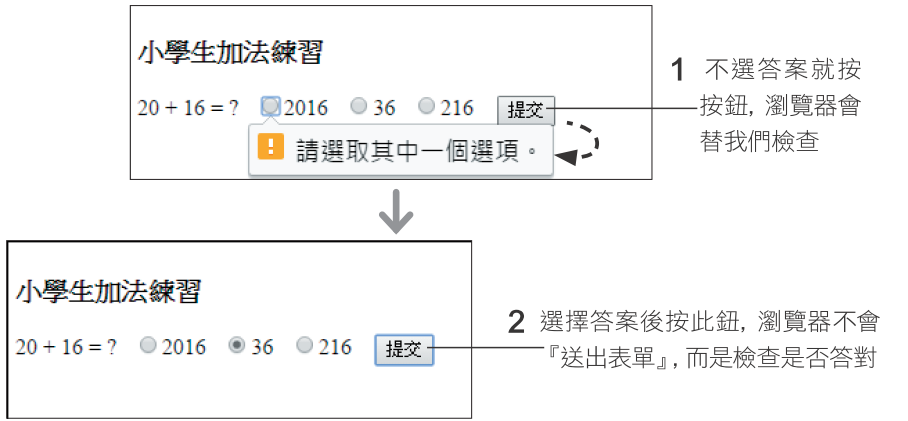 小學生加法練習
20 + 16 = ? 2016 36 216 提交
請選取其中一個選項。
1 不選答案就按
按鈕, 瀏覽器會
替我們檢查
小學生加法練習
20 + 16 = ? 2016 36 216 提交
2 選擇答案後按此鈕, 瀏覽器不會
『送出表單』, 而是檢查是否答對